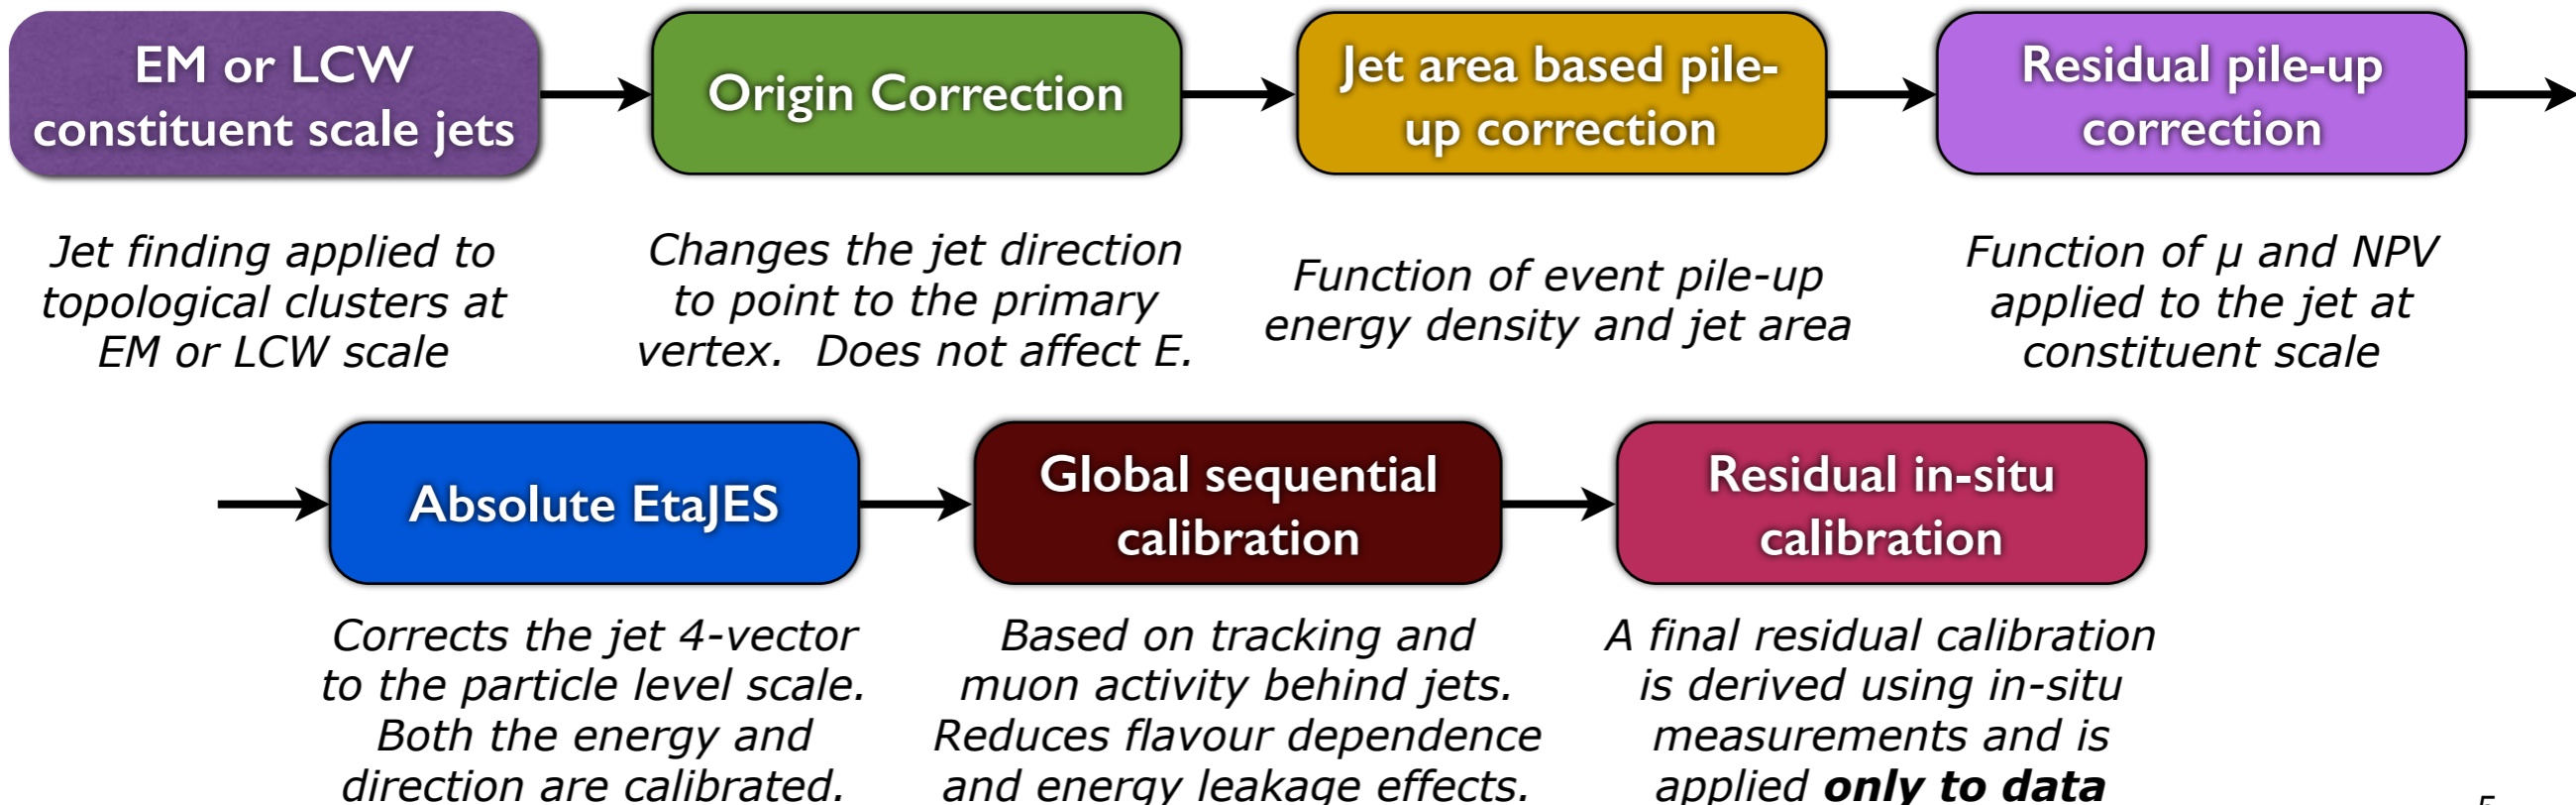 EM or LCW
constituent scale jets
Origin Correction
Jet area based pile-
up correction
Residual pile-up
correction
Jet finding applied to
topological clusters at
EM or LCW scale
Changes the jet direction
to point to the primary
vertex. Does not affect E.
Function of event pile-up
energy density and jet area
Function of μ and NPV
applied to the jet at
constituent scale
Absolute EtaJES
Global sequential
calibration
Residual in-situ
calibration
Corrects the jet 4-vector
to the particle level scale.
Both the energy and
direction are calibrated.
Based on tracking and
muon activity behind jets.
Reduces flavour dependence
and energy leakage effects.
A final residual calibration
is derived using in-situ
measurements and is
applied only to data
5